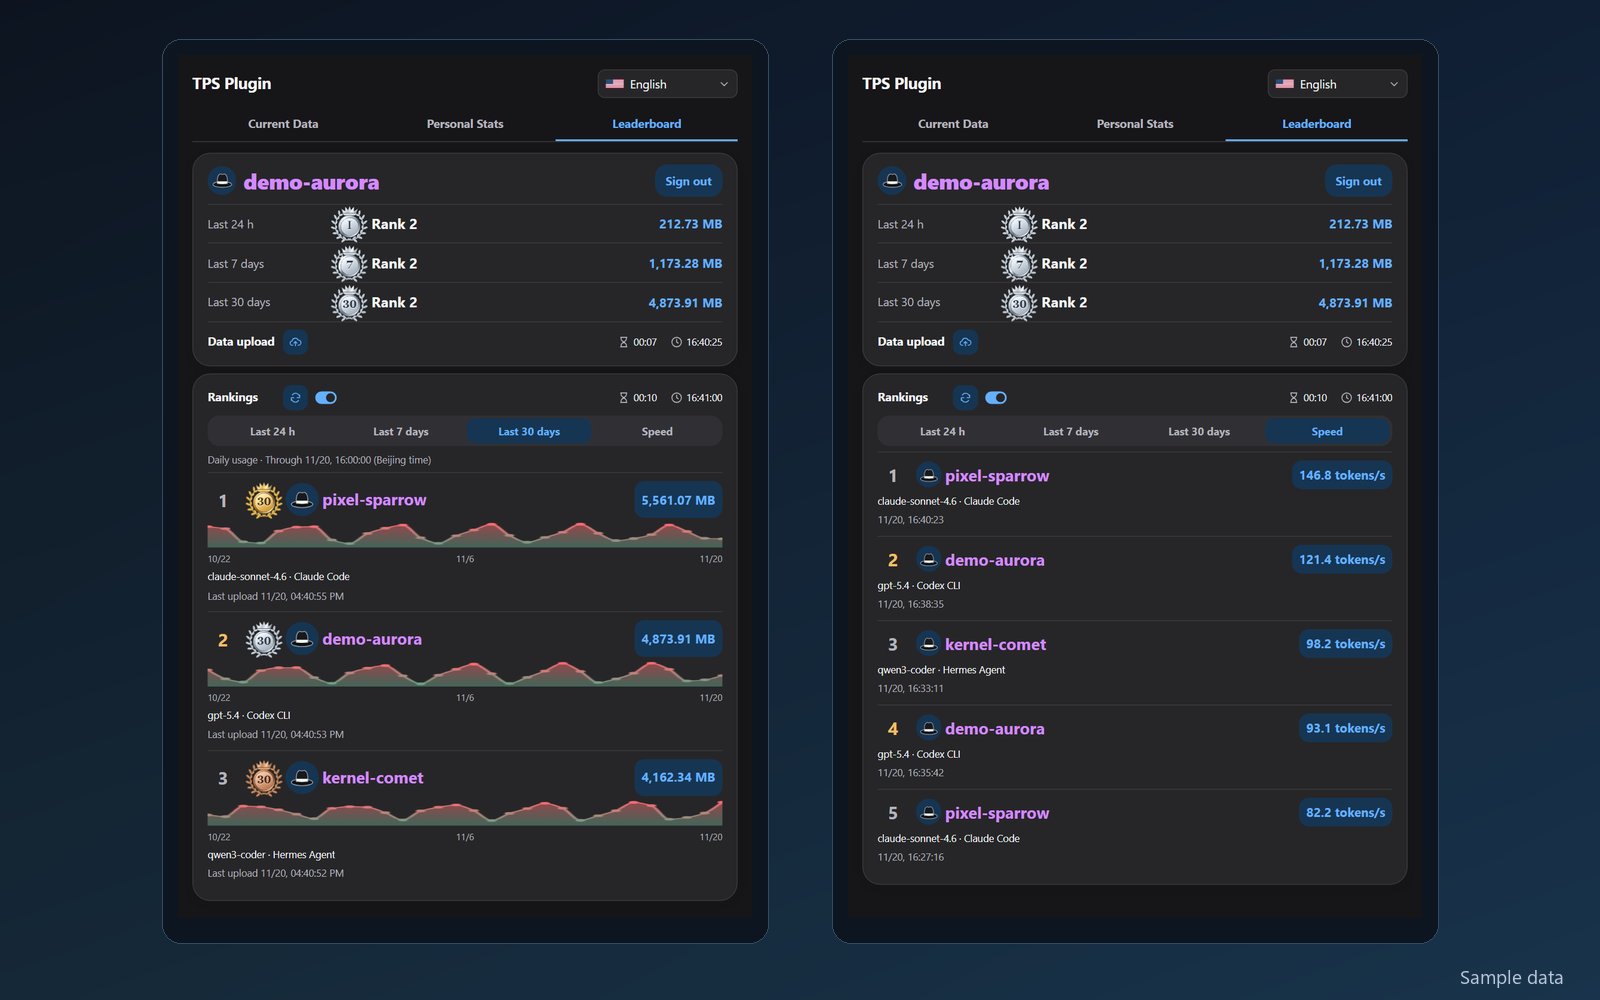 TPS Plugin
English
Current Data Personal Stats Leaderboard
demo-aurora Sign out
Last 24 h 1 Rank 2 212.73 MB
Last 7 days 7 Rank 2 1,173.28 MB
Last 30 days 30 Rank 2 4,873.91 MB
Data upload 00:07 16:40:25
Rankings 00:10 16:41:00
Last 24 h Last 7 days Last 30 days Speed
Daily usage · Through 11/20, 16:00:00 (Beijing time)
1 30 pixel-sparrow 5,561.07 MB
10/22 11/6 11/20
claude-sonnet-4.6 · Claude Code
Last upload 11/20, 04:40:55 PM
2 30 demo-aurora 4,873.91 MB
10/22 11/6 11/20
gpt-5.4 · Codex CLI
Last upload 11/20, 04:40:53 PM
3 30 kernel-comet 4,162.34 MB
10/22 11/6 11/20
qwen3-coder · Hermes Agent
Last upload 11/20, 04:40:52 PM
TPS Plugin
English
Current Data Personal Stats Leaderboard
demo-aurora Sign out
Last 24 h 1 Rank 2 212.73 MB
Last 7 days 7 Rank 2 1,173.28 MB
Last 30 days 30 Rank 2 4,873.91 MB
Data upload 00:07 16:40:25
Rankings 00:10 16:41:00
Last 24 h Last 7 days Last 30 days Speed
1 pixel-sparrow 146.8 tokens/s
claude-sonnet-4.6 · Claude Code
11/20, 16:40:23
2 demo-aurora 121.4 tokens/s
gpt-5.4 · Codex CLI
11/20, 16:38:35
3 kernel-comet 98.2 tokens/s
qwen3-coder · Hermes Agent
11/20, 16:33:11
4 demo-aurora 93.1 tokens/s
gpt-5.4 · Codex CLI
11/20, 16:35:42
5 pixel-sparrow 82.2 tokens/s
claude-sonnet-4.6 · Claude Code
11/20, 16:27:16
Sample data